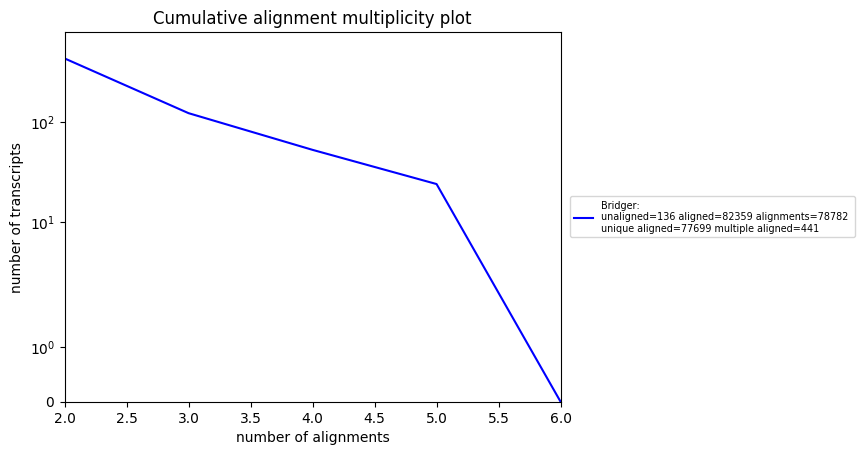 Cumulative alignment multiplicity plot
number of transcripts
10²
10¹
10⁰
0
2.0 2.5 3.0 3.5 4.0 4.5 5.0 5.5 6.0
number of alignments
Bridger:
unaligned=136 aligned=82359 alignments=78782
unique aligned=77699 multiple aligned=441